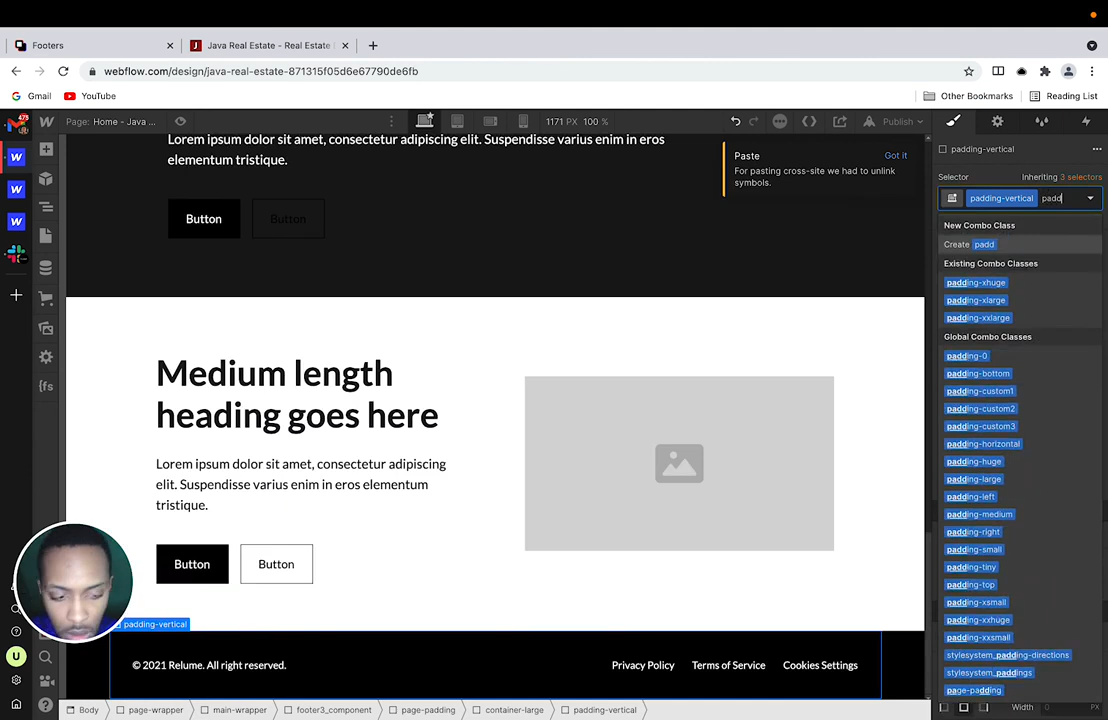 Footers
Java Real Estate - Real Estate
webflow.com/design/java-real-estate-871315f05d6e67790de6fb
Gmail
YouTube
Other Bookmarks
Reading List
475
Page: Home - Java ...
1171 PX 100 %
Publish
Lorem ipsum dolor sit amet, consectetur adipiscing elit. Suspendisse varius enim in eros
elementum tristique.
Button
Button
Paste
Got it
For pasting cross-site we had to unlink
symbols.
Medium length
heading goes here
Lorem ipsum dolor sit amet, consectetur adipiscing
elit. Suspendisse varius enim in eros elementum
tristique.
Button
Button
padding-vertical
© 2021 Relume. All right reserved.
Privacy Policy
Terms of Service
Cookies Settings
Body
page-wrapper
main-wrapper
footer3_component
page-padding
container-large
padding-vertical
padding-vertical
Selector
Inheriting 3 selectors
padding-vertical padd
New Combo Class
Create padd
Existing Combo Classes
padding-xhuge
padding-xlarge
padding-xxlarge
Global Combo Classes
padding-0
padding-bottom
padding-custom1
padding-custom2
padding-custom3
padding-horizontal
padding-huge
padding-large
padding-left
padding-medium
padding-right
padding-small
padding-tiny
padding-top
padding-xsmall
padding-xxhuge
padding-xxsmall
stylesystem_padding-directions
stylesystem_paddings
page-padding
Width 0 PX
U